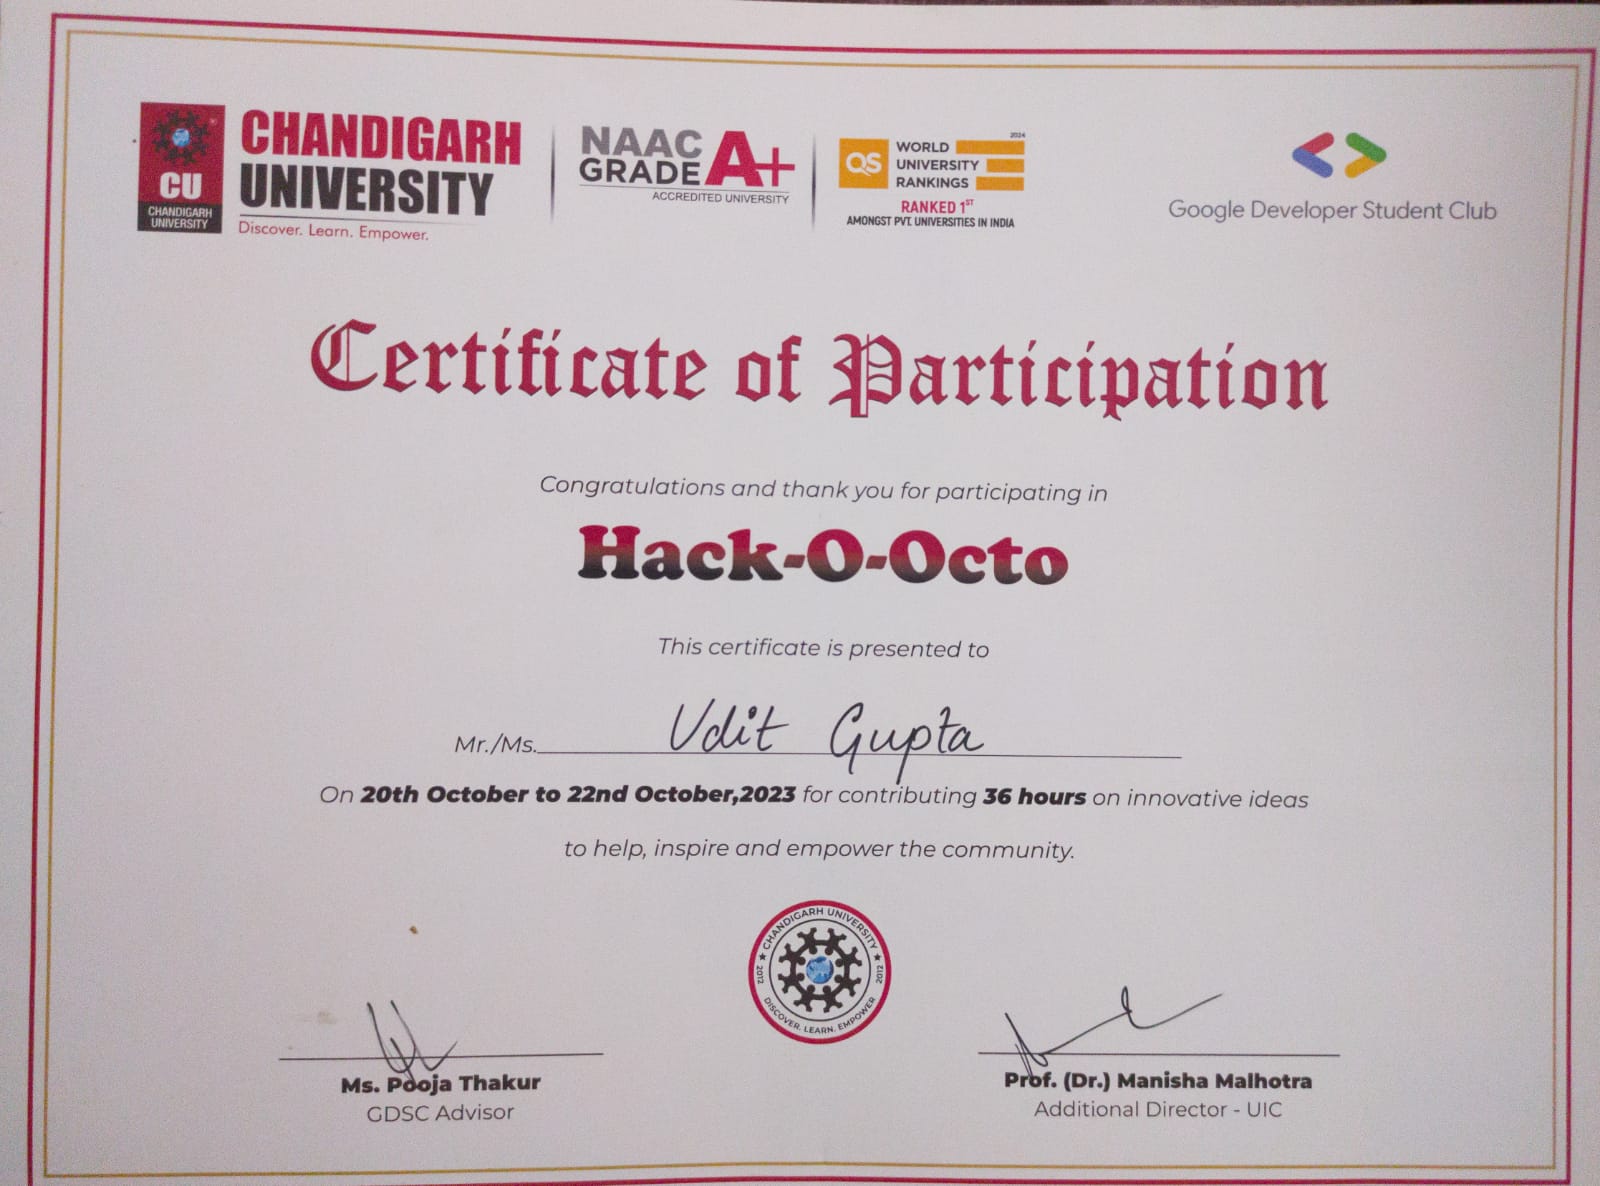 CU
CHANDIGARH
UNIVERSITY
CHANDIGARH
UNIVERSITY
Discover. Learn. Empower.
NAAC
GRADE A+
ACCREDITED UNIVERSITY
QS
WORLD
UNIVERSITY
RANKINGS
2024
RANKED 1ST
AMONGST PVT. UNIVERSITIES IN INDIA
Google Developer Student Club
Certificate of Participation
Congratulations and thank you for participating in
Hack-O-Octo
This certificate is presented to
Mr./Ms. Udit Gupta
On 20th October to 22nd October,2023 for contributing 36 hours on innovative ideas
to help, inspire and empower the community.
CHANDIGARH UNIVERSITY
2012 2012
DISCOVER. LEARN. EMPOWER
Ms. Pooja Thakur
GDSC Advisor
Prof. (Dr.) Manisha Malhotra
Additional Director - UIC